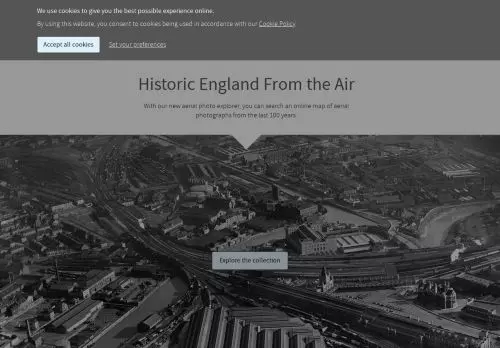 We use cookies to give you the best possible experience online.
By using this website, you consent to cookies being used in accordance with our Cookie Policy
Accept all cookies
Set your preferences
Historic England From the Air
With our new aerial photo explorer, you can search an online map of aerial
photographs from the last 100 years
Explore the collection